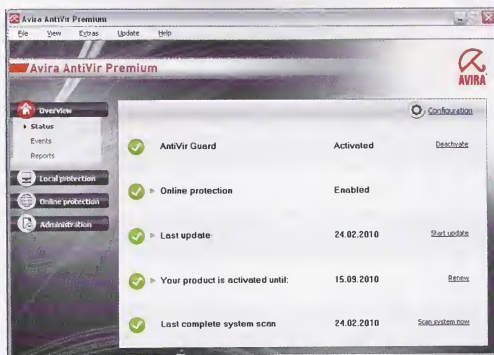 Avira AntiVir Premium
File View Extras Update Help
Avira AntiVir Premium
AVIRA
Overview
Status
Events
Reports
Local protection
Online protection
Administration
Configuration
AntiVir Guard Activated Deactivate
Online protection Enabled
Last update 24.02.2010 Start update
Your product is activated until: 15.09.2010 Renew
Last complete system scan 24.02.2010 Scan system now